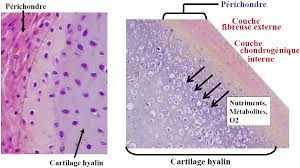 Périchondre
Cartilage hyalin
Périchondre
Couche
fibreuse externe
Couche
chondrogénique
interne
Nutriments,
Métabolites,
O2
Cartilage hyalin